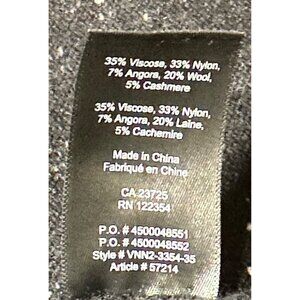 35% Viscose, 33% Nylon,
7% Angora, 20% Wool,
5% Cashmere
35% Viscose, 33% Nylon,
7% Angora, 20% Laine,
5% Cachemire
Made in China
Fabriqué en Chine
CA 23725
RN 122354
P.O. # 4500048551
P.O. # 4500048552
Style # VNN2-3354-35
Article # 57214